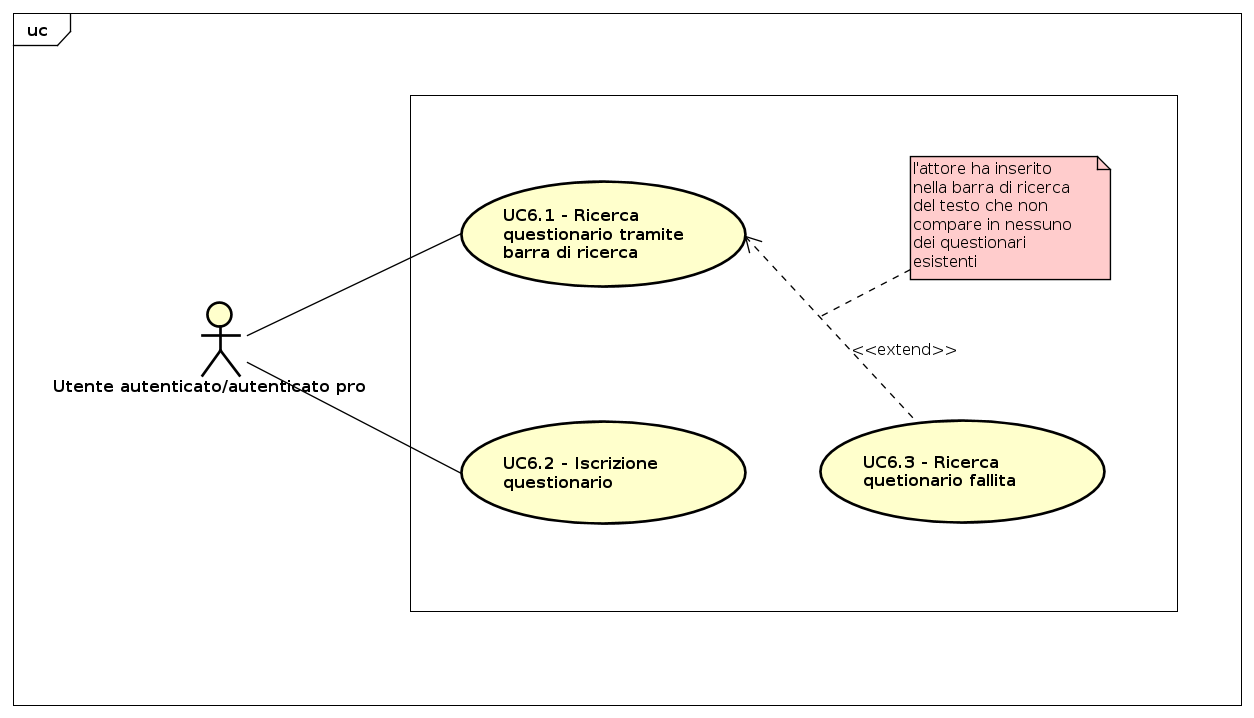 uc
l'attore ha inserito
nella barra di ricerca
del testo che non
compare in nessuno
dei questionari
esistenti
UC6.1 - Ricerca
questionario tramite
barra di ricerca
<<extend>>
Utente autenticato/autenticato pro
UC6.2 - Iscrizione
questionario
UC6.3 - Ricerca
quetionario fallita